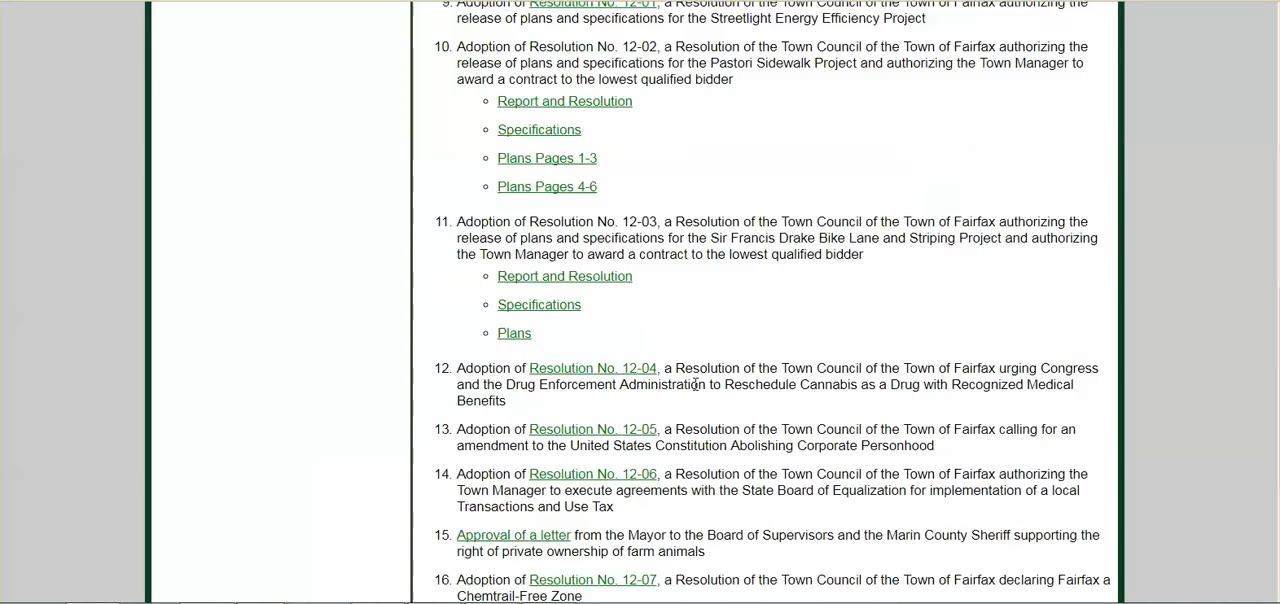 9. Adoption of Resolution No. 12-01, a Resolution of the Town Council of the Town of Fairfax authorizing the
release of plans and specifications for the Streetlight Energy Efficiency Project
10. Adoption of Resolution No. 12-02, a Resolution of the Town Council of the Town of Fairfax authorizing the
release of plans and specifications for the Pastori Sidewalk Project and authorizing the Town Manager to
award a contract to the lowest qualified bidder
Report and Resolution
Specifications
Plans Pages 1-3
Plans Pages 4-6
11. Adoption of Resolution No. 12-03, a Resolution of the Town Council of the Town of Fairfax authorizing the
release of plans and specifications for the Sir Francis Drake Bike Lane and Striping Project and authorizing
the Town Manager to award a contract to the lowest qualified bidder
Report and Resolution
Specifications
Plans
12. Adoption of Resolution No. 12-04, a Resolution of the Town Council of the Town of Fairfax urging Congress
and the Drug Enforcement Administration to Reschedule Cannabis as a Drug with Recognized Medical
Benefits
13. Adoption of Resolution No. 12-05, a Resolution of the Town Council of the Town of Fairfax calling for an
amendment to the United States Constitution Abolishing Corporate Personhood
14. Adoption of Resolution No. 12-06, a Resolution of the Town Council of the Town of Fairfax authorizing the
Town Manager to execute agreements with the State Board of Equalization for implementation of a local
Transactions and Use Tax
15. Approval of a letter from the Mayor to the Board of Supervisors and the Marin County Sheriff supporting the
right of private ownership of farm animals
16. Adoption of Resolution No. 12-07, a Resolution of the Town Council of the Town of Fairfax declaring Fairfax a
Chemtrail-Free Zone